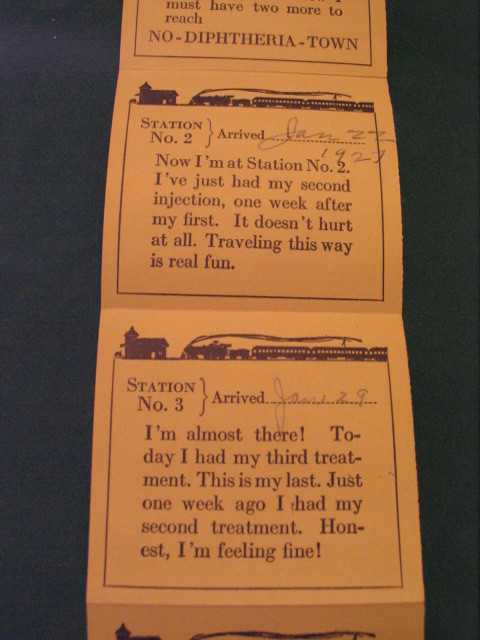 must have two more to
reach
NO-DIPHTHERIA-TOWN
STATION No. 2 } Arrived Jan 22
1927
Now I'm at Station No. 2.
I've just had my second
injection, one week after
my first. It doesn't hurt
at all. Traveling this way
is real fun.
STATION No. 3 } Arrived Jan. 29
I'm almost there! To-
day I had my third treat-
ment. This is my last. Just
one week ago I had my
second treatment. Hon-
est, I'm feeling fine!